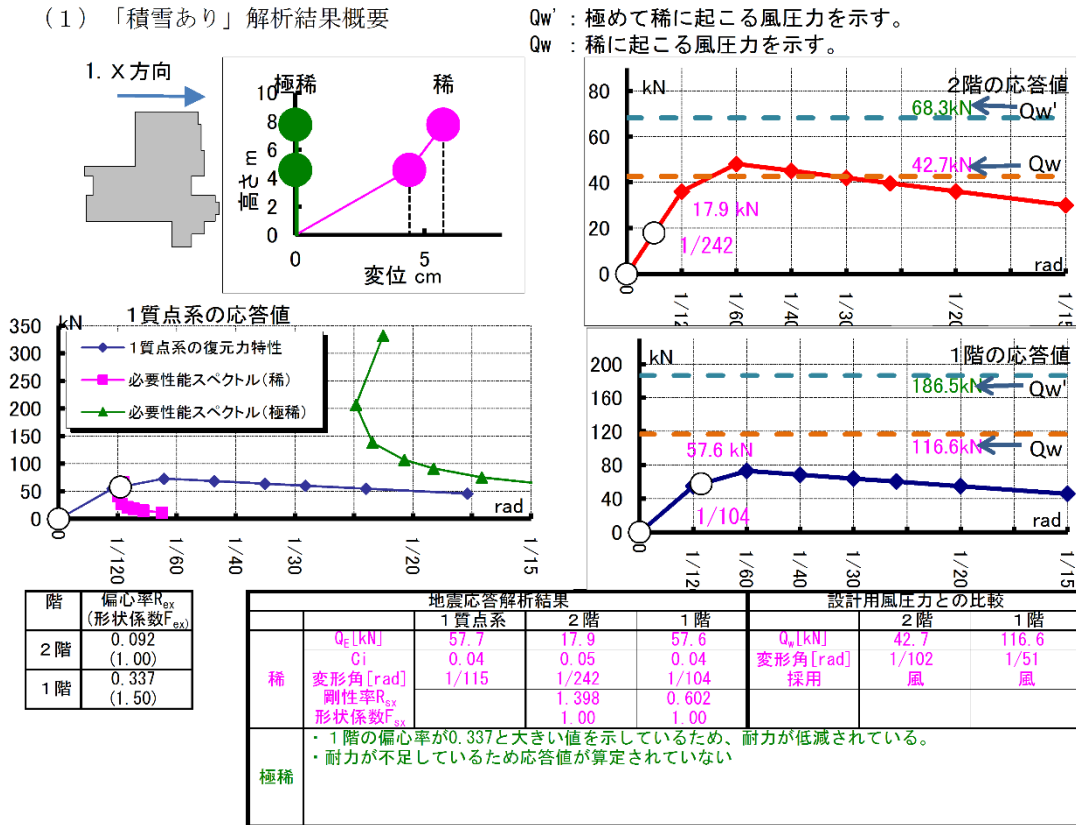 (1)「積雪あり」解析結果概要
Qw'：極めて稀に起こる風圧力を示す。
Qw ：稀に起こる風圧力を示す。
1. X方向
極稀 稀
高さ m
10
8
6
4
2
0
0 5
変位 cm
2階の応答値
kN
80
60
40
20
0
68.3kN Qw'
42.7kN Qw
17.9 kN
1/242
rad
0 1/12 1/60 1/30 1/20 1/15
1質点系の応答値
kN
350
300
250
200
150
100
50
0
1質点系の復元力特性
必要性能スペクトル(稀)
必要性能スペクトル(極稀)
rad
0 1/120 1/60 1/40 1/30 1/20 1/15
1階の応答値
kN
200
160
120
80
40
0
186.5kN Qw'
116.6kN Qw
57.6 kN
1/104
rad
0 1/12 1/60 1/40 1/30 1/20 1/15
階 偏心率Rex
(形状係数Fex)
2階 0.092
(1.00)
1階 0.337
(1.50)
地震応答解析結果 設計用風圧力との比較
1質点系 2階 1階 2階 1階
稀
QE[kN] 57.7 17.9 57.6 Qw[kN] 42.7 116.6
Ci 0.04 0.05 0.04 変形角[rad] 1/102 1/51
変形角[rad] 1/115 1/242 1/104 採用 風 風
剛性率Rsx 1.398 0.602
形状係数Fsx 1.00 1.00
極稀
・1階の偏心率が0.337と大きい値を示しているため、耐力が低減されている。
・耐力が不足しているため応答値が算定されていない